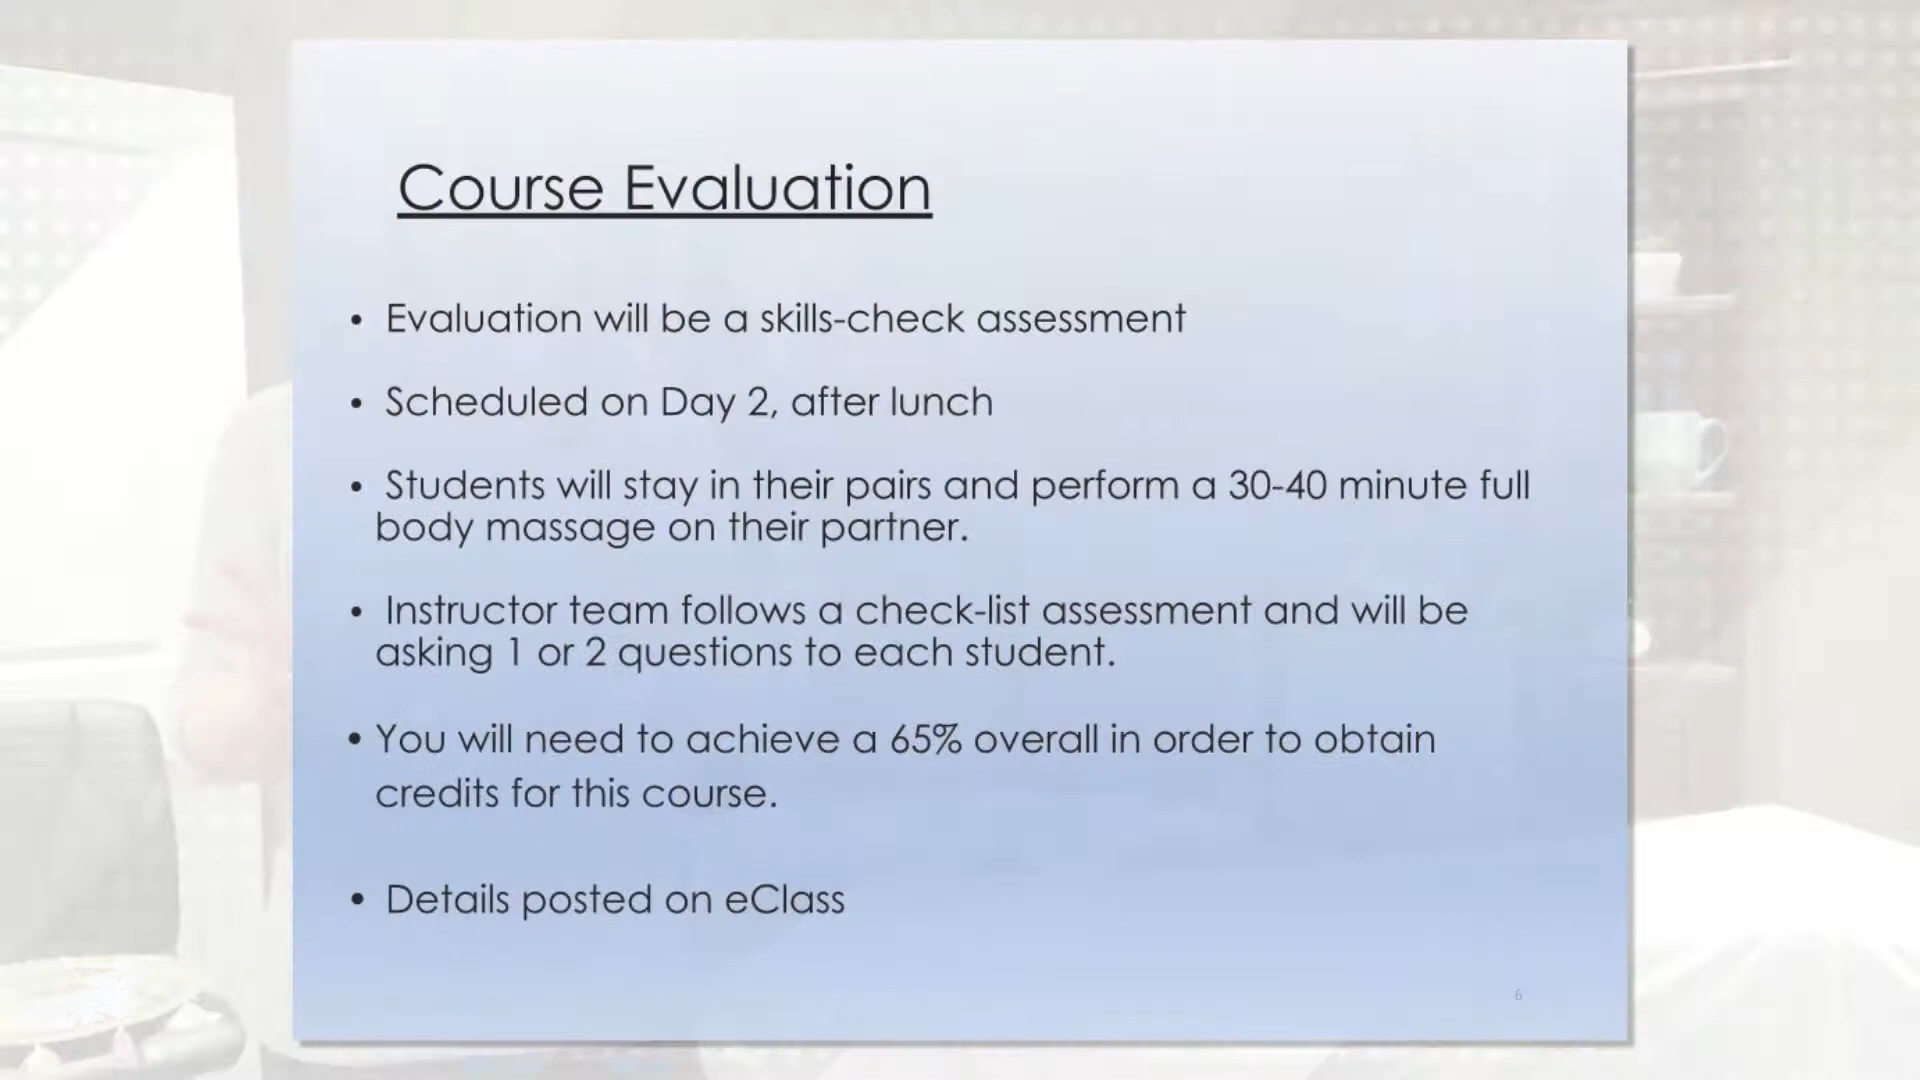 Course Evaluation
• Evaluation will be a skills-check assessment
• Scheduled on Day 2, after lunch
• Students will stay in their pairs and perform a 30-40 minute full
body massage on their partner.
• Instructor team follows a check-list assessment and will be
asking 1 or 2 questions to each student.
• You will need to achieve a 65% overall in order to obtain
credits for this course.
• Details posted on eClass
6